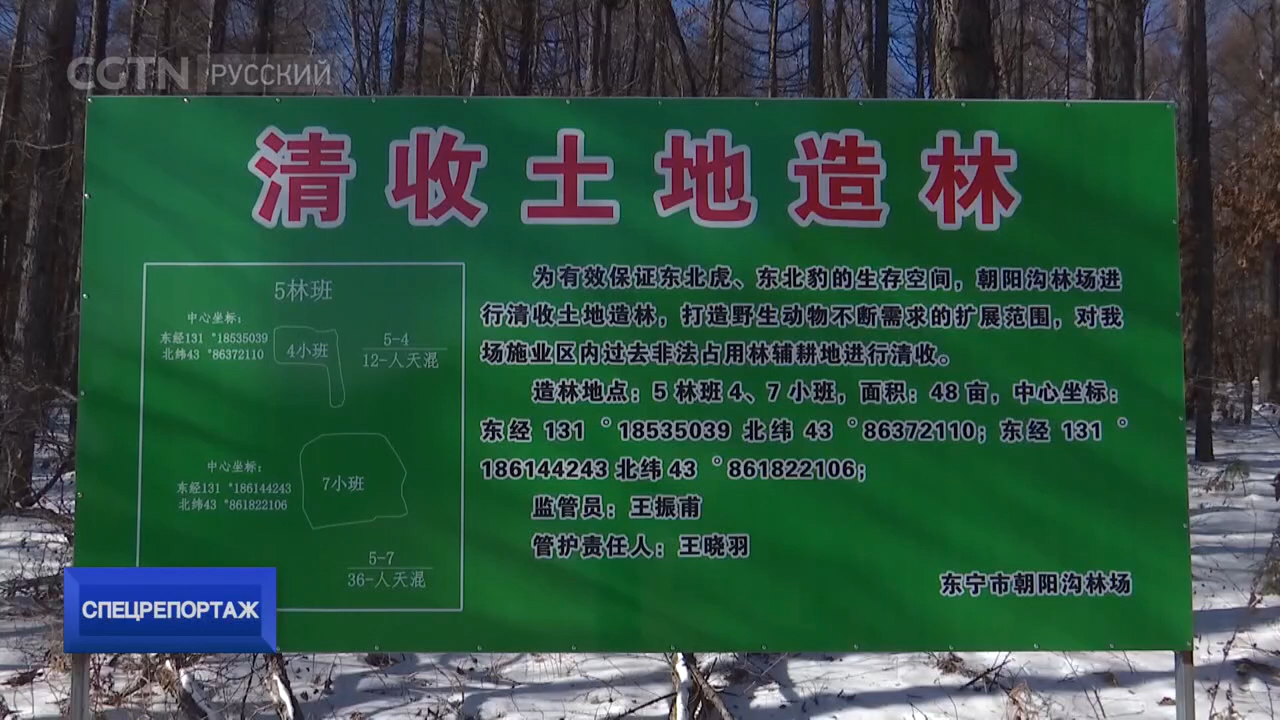 CGTN РУССКИЙ
清收土地造林
5林班
中心坐标：
东经131°18535039
北纬43°86372110
4小班
5-4
12-人天混
中心坐标：
东经131°186144243
北纬43°861822106
7小班
5-7
36-人天混
为有效保证东北虎、东北豹的生存空间，朝阳沟林场进
行清收土地造林，打造野生动物不断需求的扩展范围，对我
场施业区内过去非法占用林辅耕地进行清收。
造林地点：5林班4、7小班，面积：48亩，中心坐标：
东经 131 °18535039 北纬 43 °86372110；东经 131 °
186144243 北纬 43 °861822106；
监管员：王振甫
管护责任人：王晓羽
东宁市朝阳沟林场
СПЕЦРЕПОРТАЖ